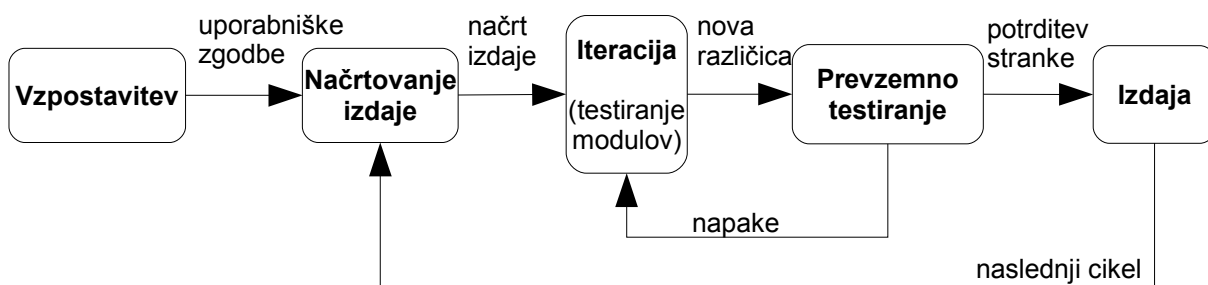 Vzpostavitev
uporabniške
zgodbe
Načrtovanje
izdaje
načrt
izdaje
Iteracija
(testiranje
modulov)
nova
različica
Prevzemno
testiranje
potrditev
stranke
Izdaja
napake
naslednji cikel